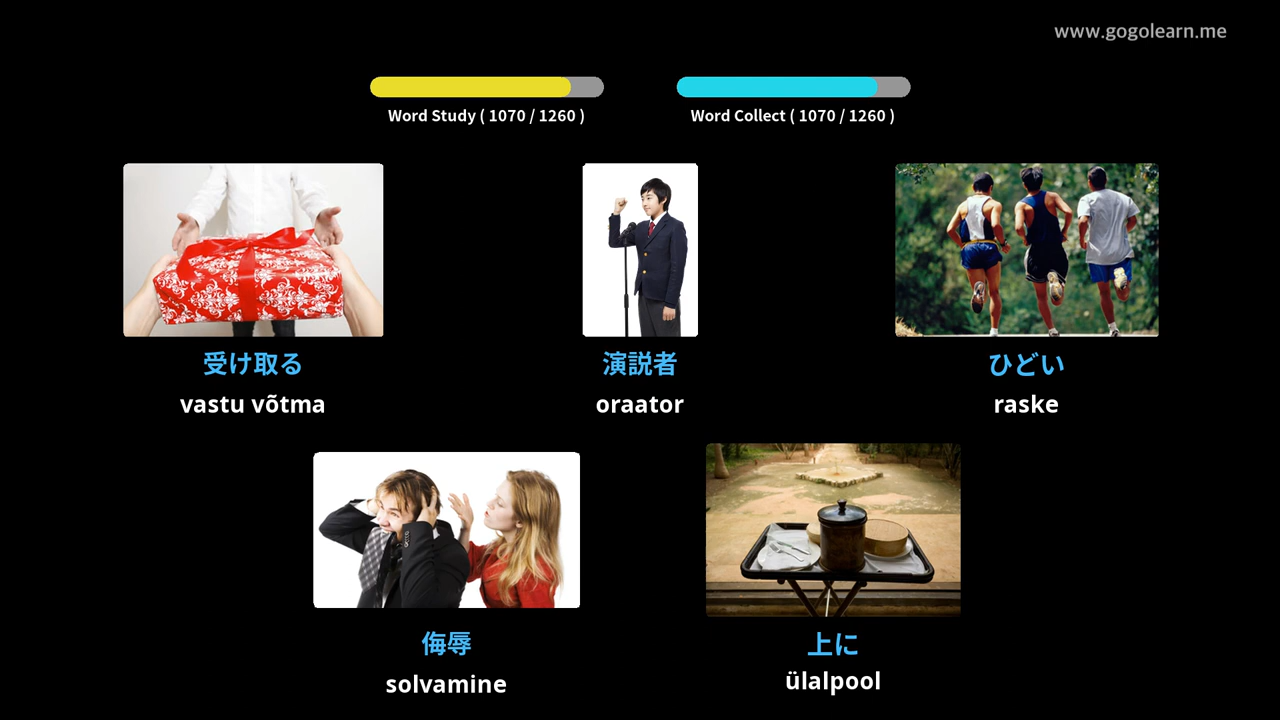 www.gogolearn.me
Word Study ( 1070 / 1260 )
Word Collect ( 1070 / 1260 )
受け取る
vastu võtma
演説者
oraator
ひどい
raske
侮辱
solvamine
上に
ülalpool